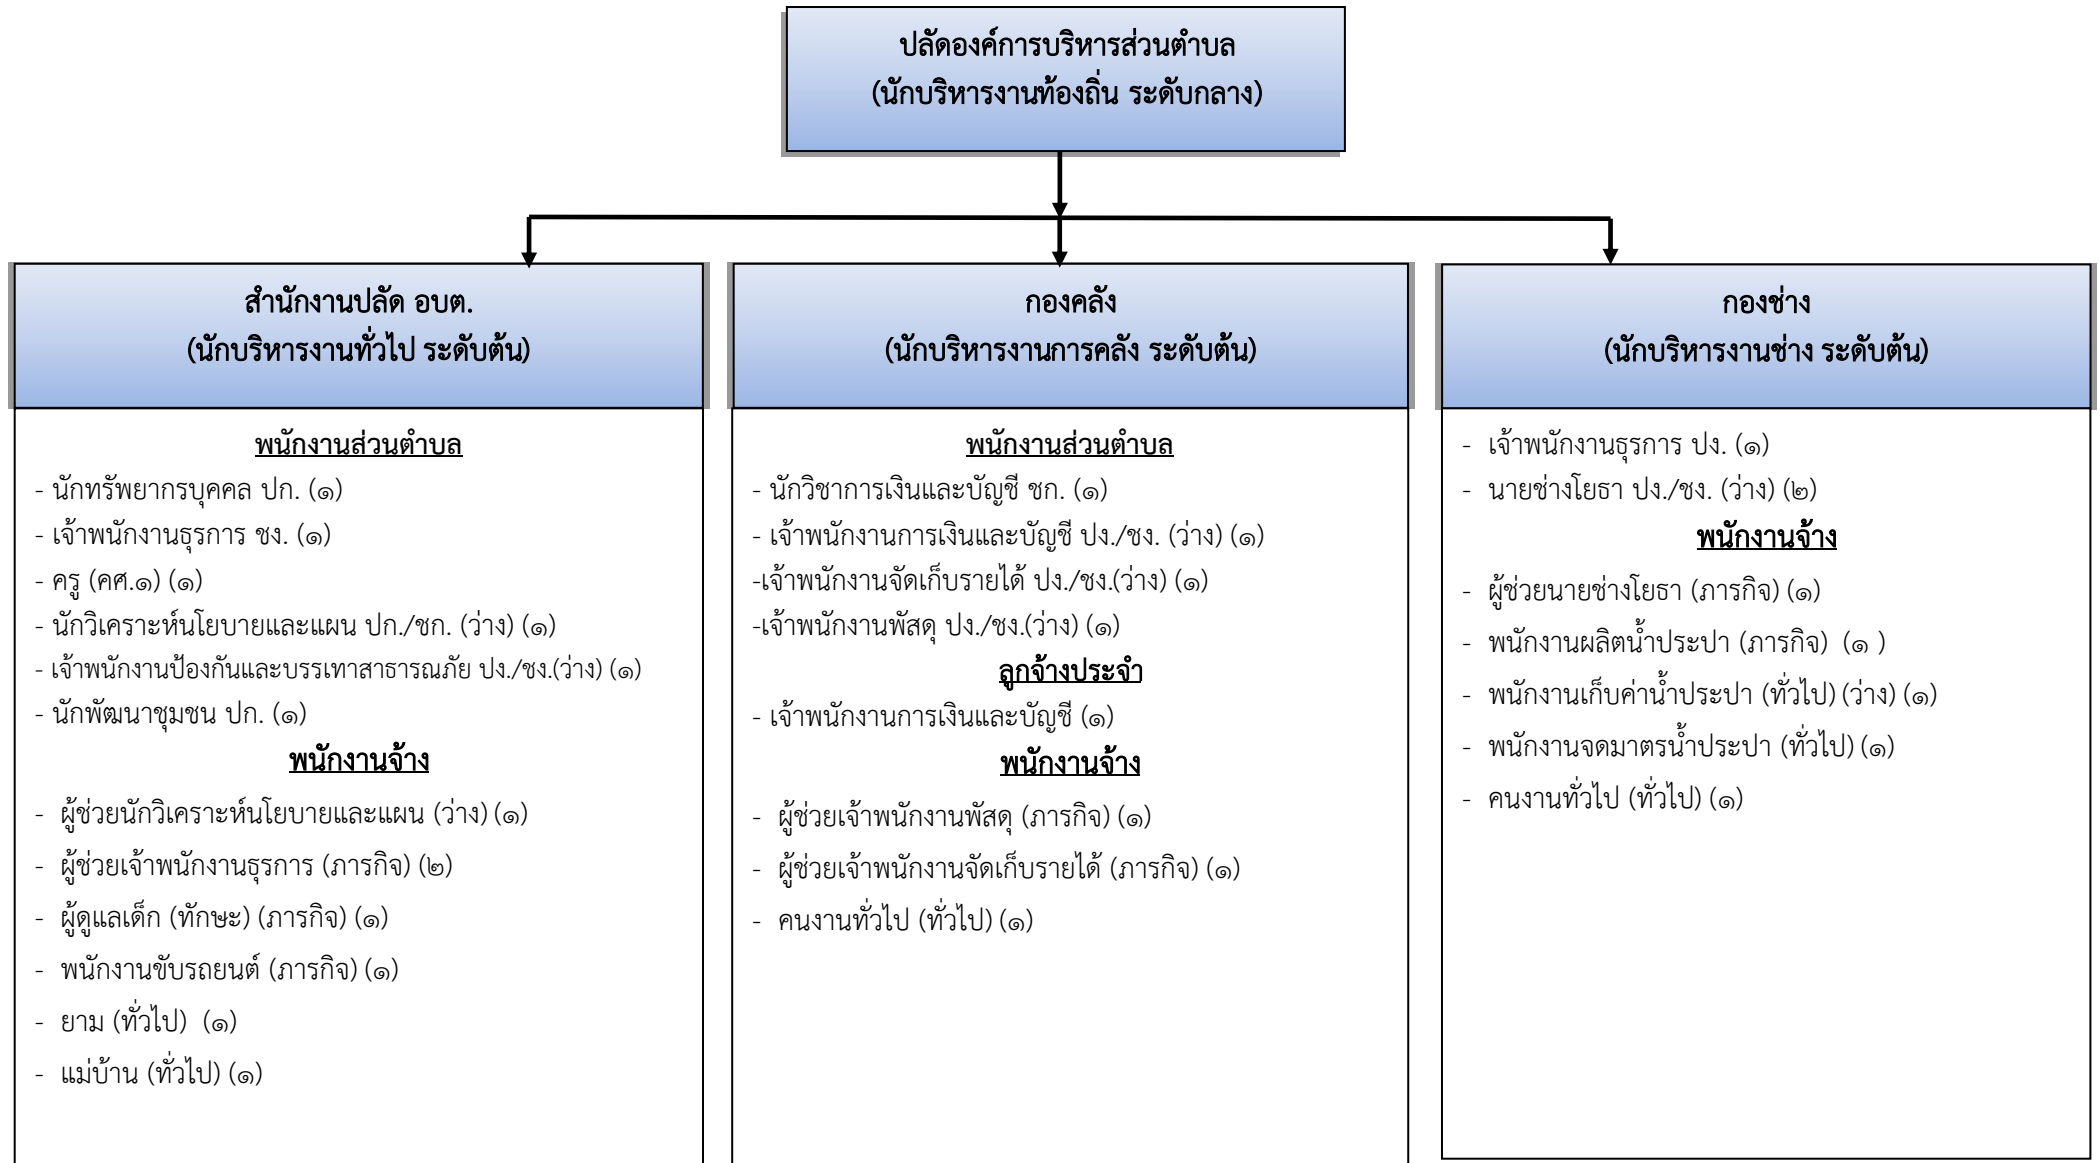 ปลัดองค์การบริหารส่วนตำบล
(นักบริหารงานท้องถิ่น ระดับกลาง)
สำนักงานปลัด อบต.
(นักบริหารงานทั่วไป ระดับต้น)
พนักงานส่วนตำบล
- นักทรัพยากรบุคคล ปก. (๑)
- เจ้าพนักงานธุรการ ชง. (๑)
- ครู (คศ.๑) (๑)
- นักวิเคราะห์นโยบายและแผน ปก./ชก. (ว่าง) (๑)
- เจ้าพนักงานป้องกันและบรรเทาสาธารณภัย ปง./ชง.(ว่าง) (๑)
- นักพัฒนาชุมชน ปก. (๑)
พนักงานจ้าง
- ผู้ช่วยนักวิเคราะห์นโยบายและแผน (ว่าง) (๑)
- ผู้ช่วยเจ้าพนักงานธุรการ (ภารกิจ) (๒)
- ผู้ดูแลเด็ก (ทักษะ) (ภารกิจ) (๑)
- พนักงานขับรถยนต์ (ภารกิจ) (๑)
- ยาม (ทั่วไป) (๑)
- แม่บ้าน (ทั่วไป) (๑)
กองคลัง
(นักบริหารงานการคลัง ระดับต้น)
พนักงานส่วนตำบล
- นักวิชาการเงินและบัญชี ชก. (๑)
- เจ้าพนักงานการเงินและบัญชี ปง./ชง. (ว่าง) (๑)
-เจ้าพนักงานจัดเก็บรายได้ ปง./ชง.(ว่าง) (๑)
-เจ้าพนักงานพัสดุ ปง./ชง.(ว่าง) (๑)
ลูกจ้างประจำ
- เจ้าพนักงานการเงินและบัญชี (๑)
พนักงานจ้าง
- ผู้ช่วยเจ้าพนักงานพัสดุ (ภารกิจ) (๑)
- ผู้ช่วยเจ้าพนักงานจัดเก็บรายได้ (ภารกิจ) (๑)
- คนงานทั่วไป (ทั่วไป) (๑)
กองช่าง
(นักบริหารงานช่าง ระดับต้น)
- เจ้าพนักงานธุรการ ปง. (๑)
- นายช่างโยธา ปง./ชง. (ว่าง) (๒)
พนักงานจ้าง
- ผู้ช่วยนายช่างโยธา (ภารกิจ) (๑)
- พนักงานผลิตน้ำประปา (ภารกิจ) (๑ )
- พนักงานเก็บค่าน้ำประปา (ทั่วไป) (ว่าง) (๑)
- พนักงานจดมาตรน้ำประปา (ทั่วไป) (๑)
- คนงานทั่วไป (ทั่วไป) (๑)